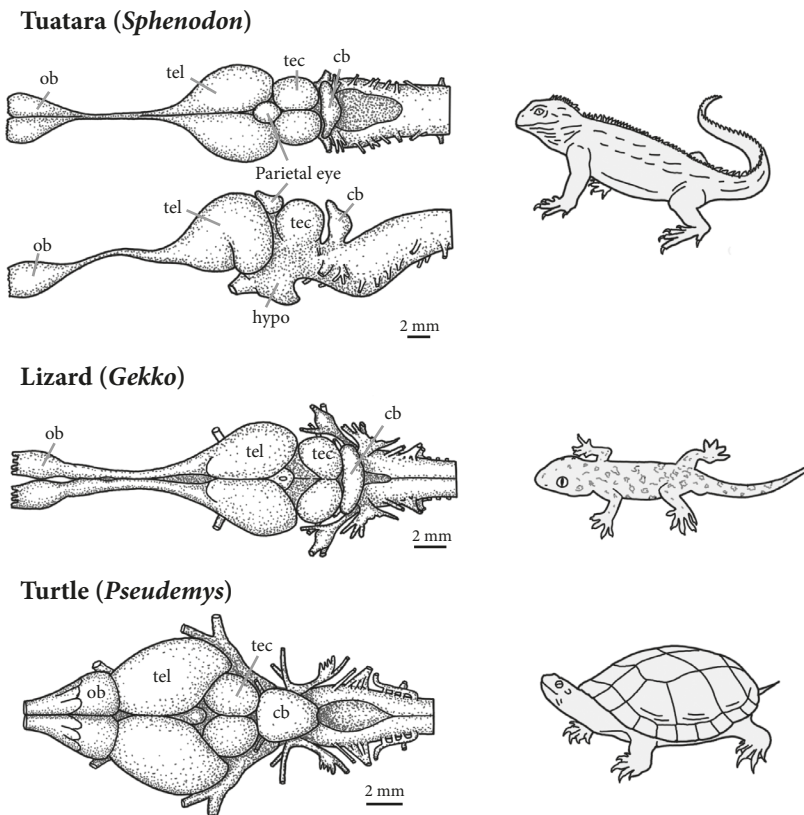 Tuatara (Sphenodon)
ob
tel
tec
cb
Parietal eye
tel
cb
tec
ob
hypo
2 mm
Lizard (Gekko)
ob
tel
tec
cb
2 mm
Turtle (Pseudemys)
tec
tel
ob
cb
2 mm